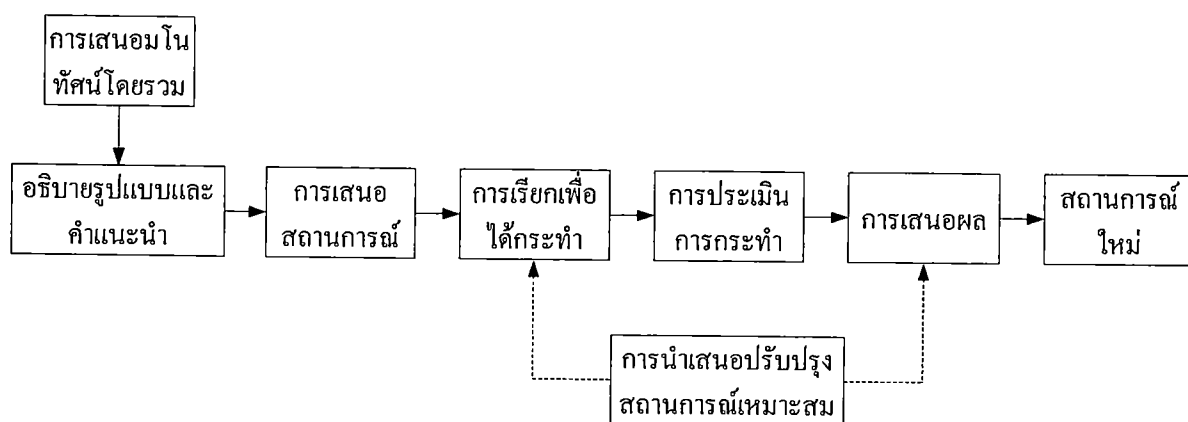 การเสนอมโน
ทัศน์โดยรวม
อธิบายรูปแบบและ
คำแนะนำ
การเสนอ
สถานการณ์
การเรียกเพื่อ
ได้กระทำ
การประเมิน
การกระทำ
การเสนอผล
สถานการณ์
ใหม่
การนำเสนอปรับปรุง
สถานการณ์เหมาะสม